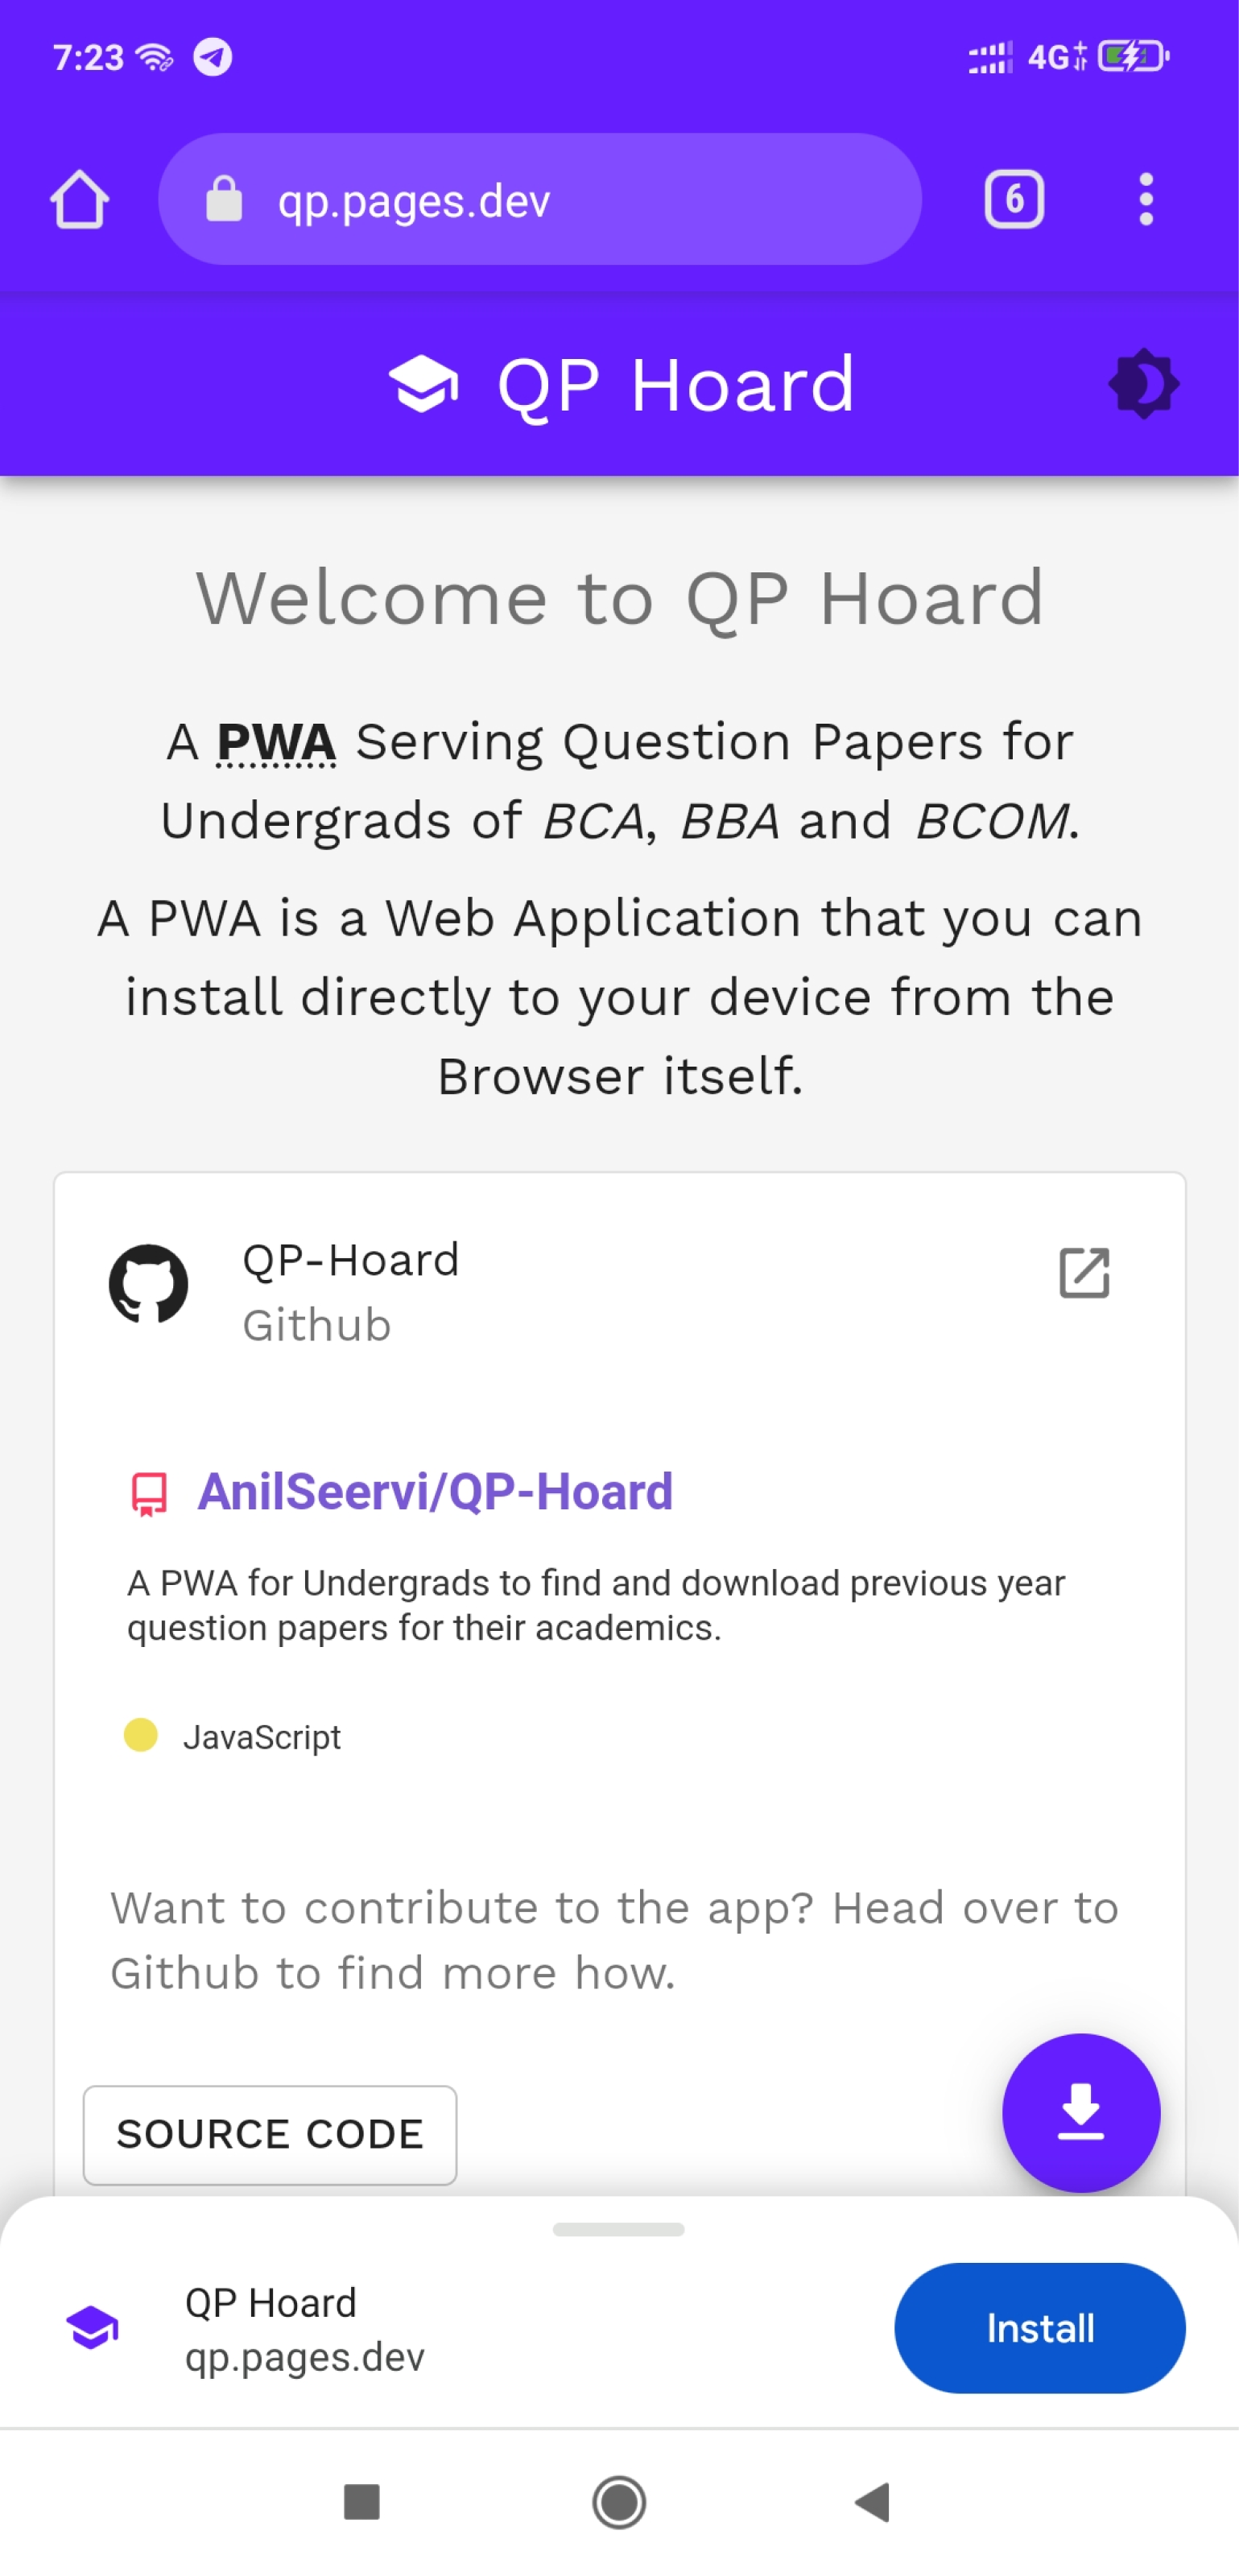 7:23 4G+
qp.pages.dev 6
QP Hoard
Welcome to QP Hoard
A PWA Serving Question Papers for
Undergrads of BCA, BBA and BCOM.
A PWA is a Web Application that you can
install directly to your device from the
Browser itself.
QP-Hoard
Github
AnilSeervi/QP-Hoard
A PWA for Undergrads to find and download previous year
question papers for their academics.
JavaScript
Want to contribute to the app? Head over to
Github to find more how.
SOURCE CODE
QP Hoard
qp.pages.dev
Install